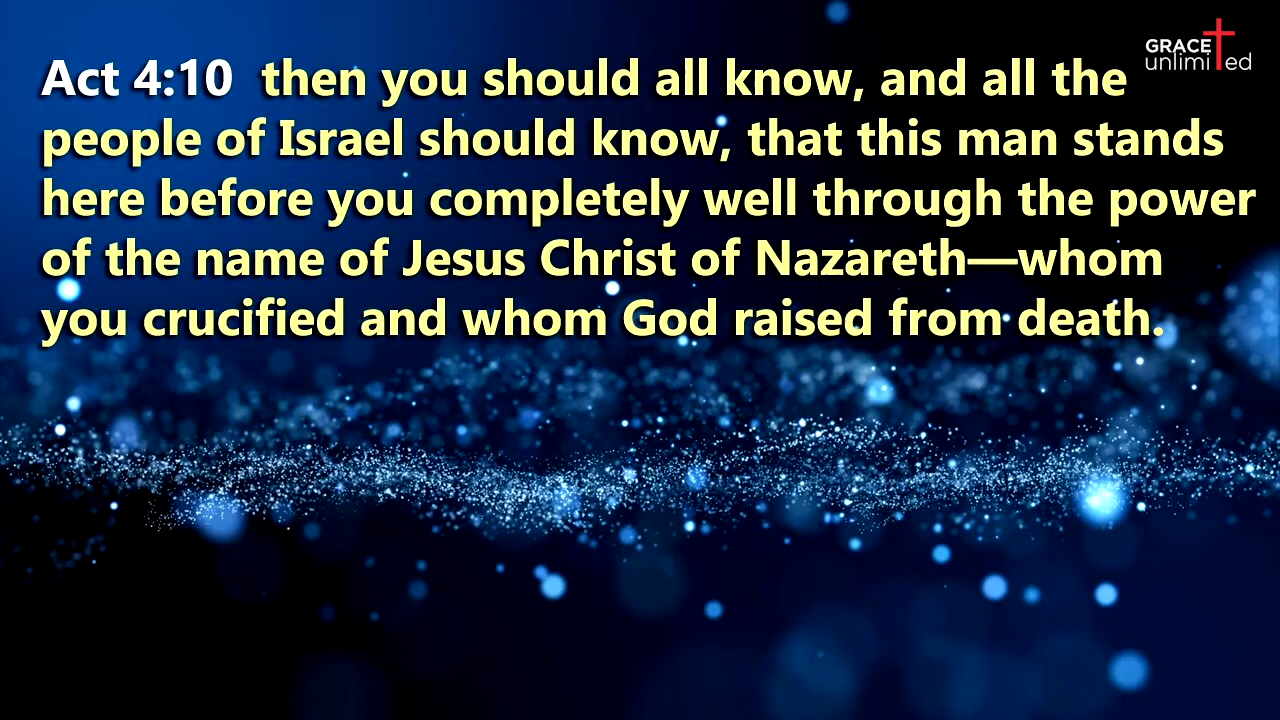 GRACE
unlimited
Act 4:10 then you should all know, and all the
people of Israel should know, that this man stands
here before you completely well through the power
of the name of Jesus Christ of Nazareth—whom
you crucified and whom God raised from death.